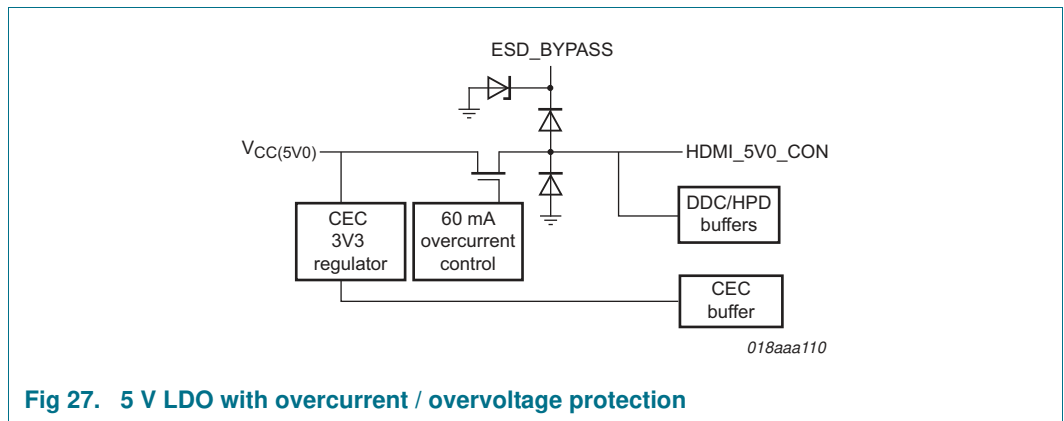 ESD_BYPASS
VCC(5V0)
HDMI_5V0_CON
CEC
3V3
regulator
60 mA
overcurrent
control
DDC/HPD
buffers
CEC
buffer
018aaa110
Fig 27. 5 V LDO with overcurrent / overvoltage protection